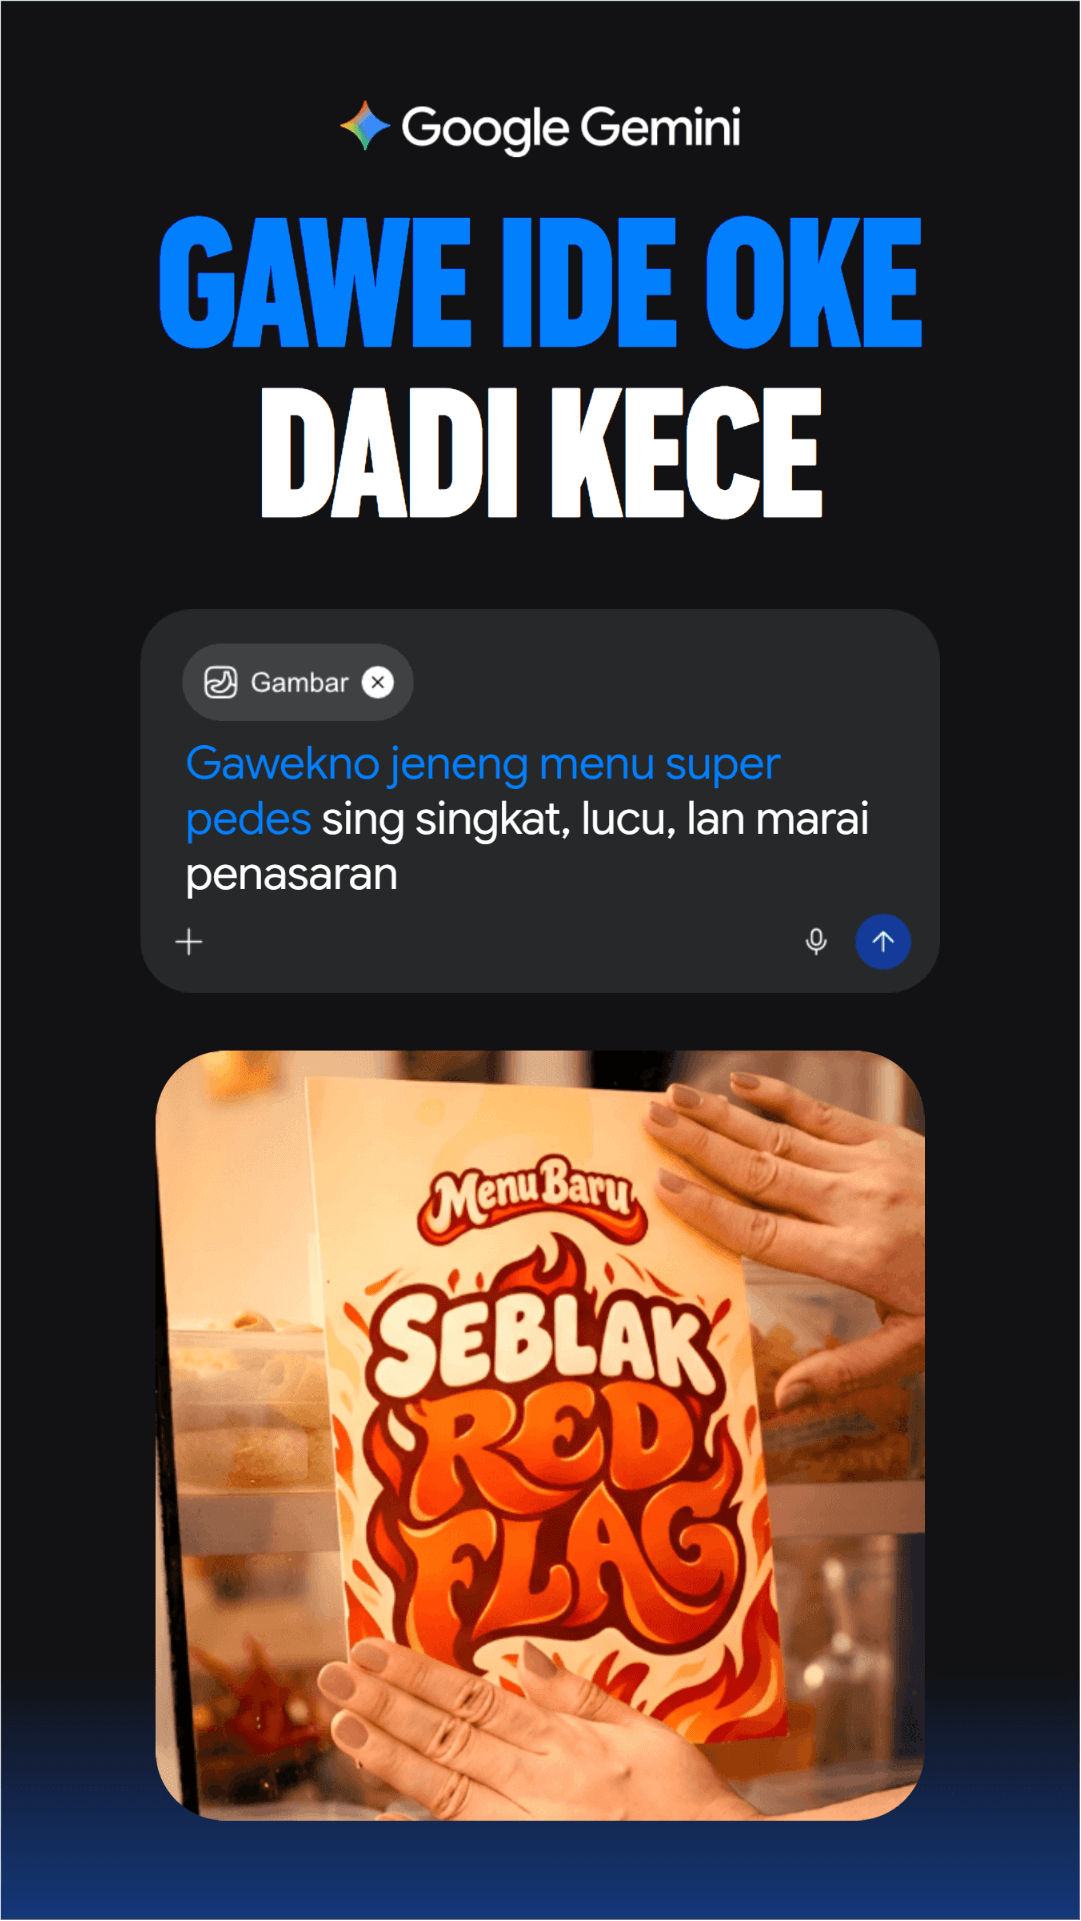 Google Gemini
GAWE IDE OKE
DADI KECE
Gambar
Gawekno jeneng menu super
pedes sing singkat, lucu, lan marai
penasaran
Menu Baru
SEBLAK
RED
FLAG